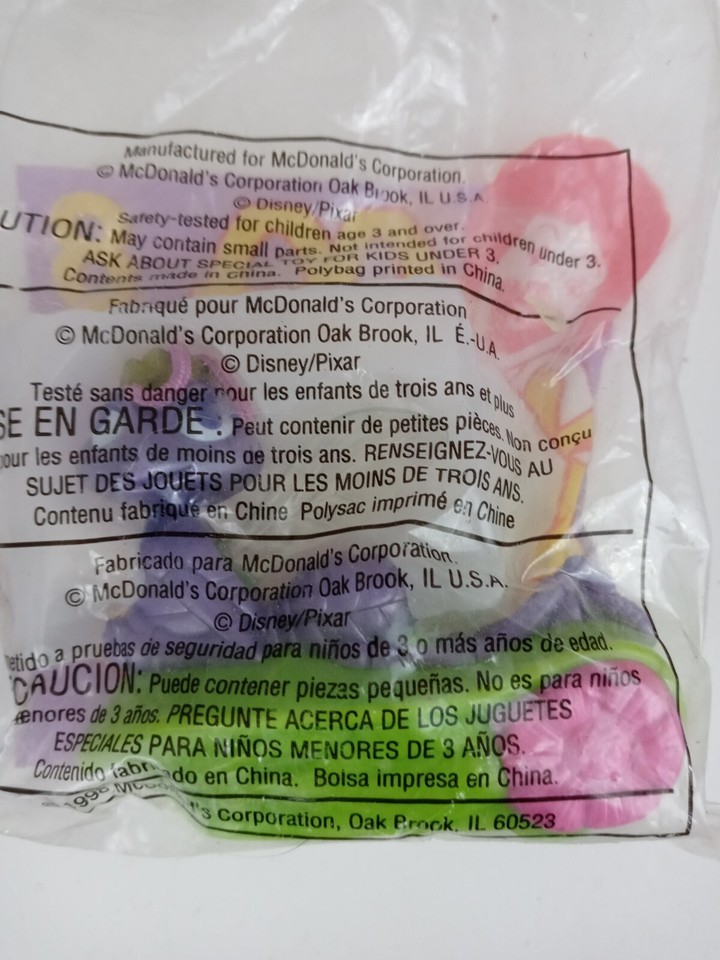 Manufactured for McDonald's Corporation.
© McDonald's Corporation Oak Brook, IL U.S.A.
© Disney/Pixar
Safety-tested for children age 3 and over.
UTION: May contain small parts. Not intended for children under 3.
ASK ABOUT SPECIAL TOY FOR KIDS UNDER 3.
Contents made in China. Polybag printed in China.
Fabriqué pour McDonald's Corporation
© McDonald's Corporation Oak Brook, IL É.-U.A.
© Disney/Pixar
Testé sans danger pour les enfants de trois ans et plus
SE EN GARDE : Peut contenir de petites pièces. Non conçu
our les enfants de moins de trois ans. RENSEIGNEZ-VOUS AU
SUJET DES JOUETS POUR LES MOINS DE TROIS ANS.
Contenu fabriqué en Chine Polysac imprimé en Chine
Fabricado para McDonald's Corporation.
© McDonald's Corporation Oak Brook, IL U.S.A.
© Disney/Pixar
etido a pruebas de seguridad para niños de 3 o más años de edad.
CAUCION: Puede contener piezas pequeñas. No es para niños
enores de 3 años. PREGUNTE ACERCA DE LOS JUGUETES
ESPECIALES PARA NIÑOS MENORES DE 3 AÑOS.
Contenido fabricado en China. Bolsa impresa en China.
's Corporation, Oak Brook, IL 60523